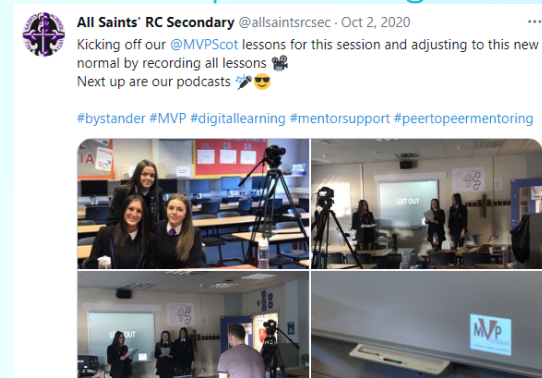 All Saints' RC Secondary @allsaintsrcsec · Oct 2, 2020
Kicking off our @MVPScot lessons for this session and adjusting to this new
normal by recording all lessons 🎥
Next up are our podcasts 🎤😎
#bystander #MVP #digitallearning #mentorsupport #peertopeermentoring
LEFT OUT
LEFT OUT
MVP